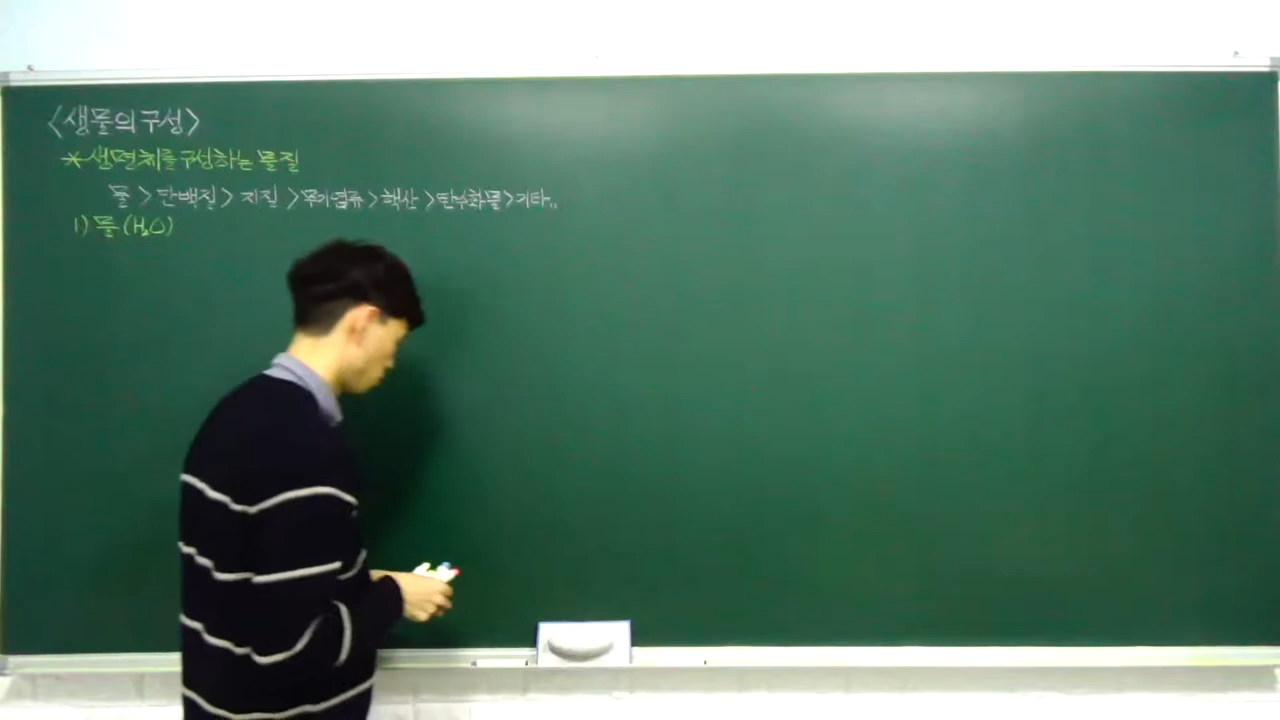 <생물의 구성>
*생명체를 구성하는 물질
물 > 단백질 > 지질 > 무기염류 > 핵산 > 탄수화물 > 기타..
1) 물(H₂O)